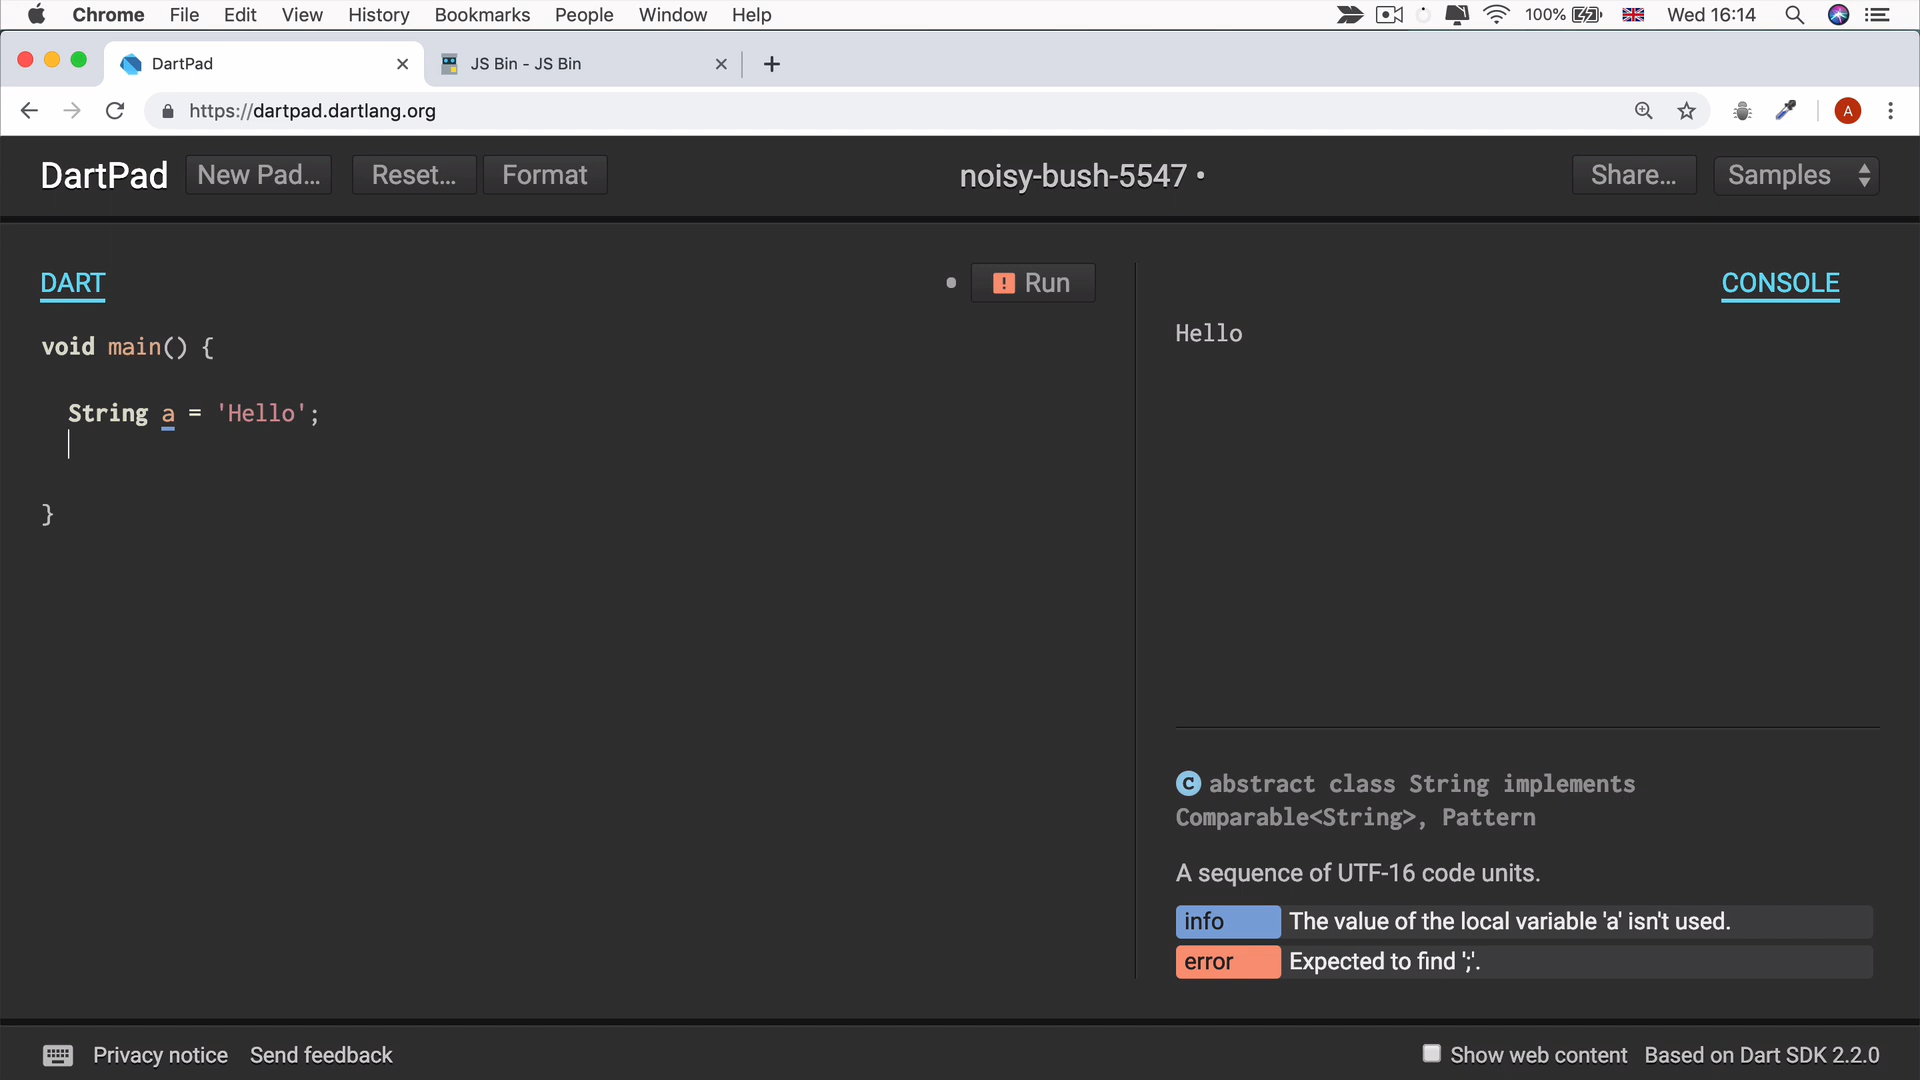 Chrome File Edit View History Bookmarks People Window Help 100% Wed 16:14
DartPad JS Bin - JS Bin
https://dartpad.dartlang.org A
DartPad New Pad... Reset... Format noisy-bush-5547 • Share... Samples
DART ! Run CONSOLE
void main() {
String a = 'Hello';
}
Hello
C abstract class String implements
Comparable<String>, Pattern
A sequence of UTF-16 code units.
info The value of the local variable 'a' isn't used.
error Expected to find ';'.
Privacy notice Send feedback Show web content Based on Dart SDK 2.2.0